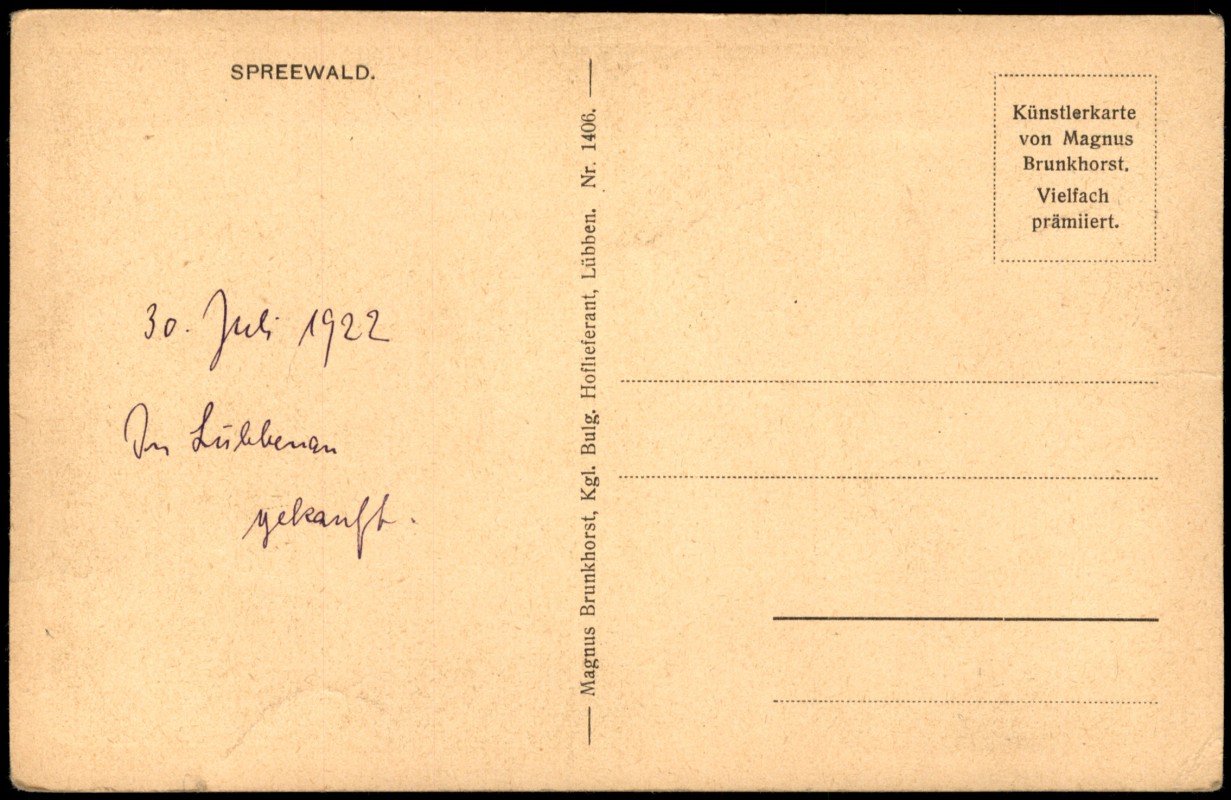 SPREEWALD.
30. Juli 1922
In Lübbenau
gekauft.
Magnus Brunkhorst, Kgl. Bulg. Hoflieferant, Lübben. Nr. 1406.
Künstlerkarte
von Magnus
Brunkhorst.
Vielfach
prämiiert.